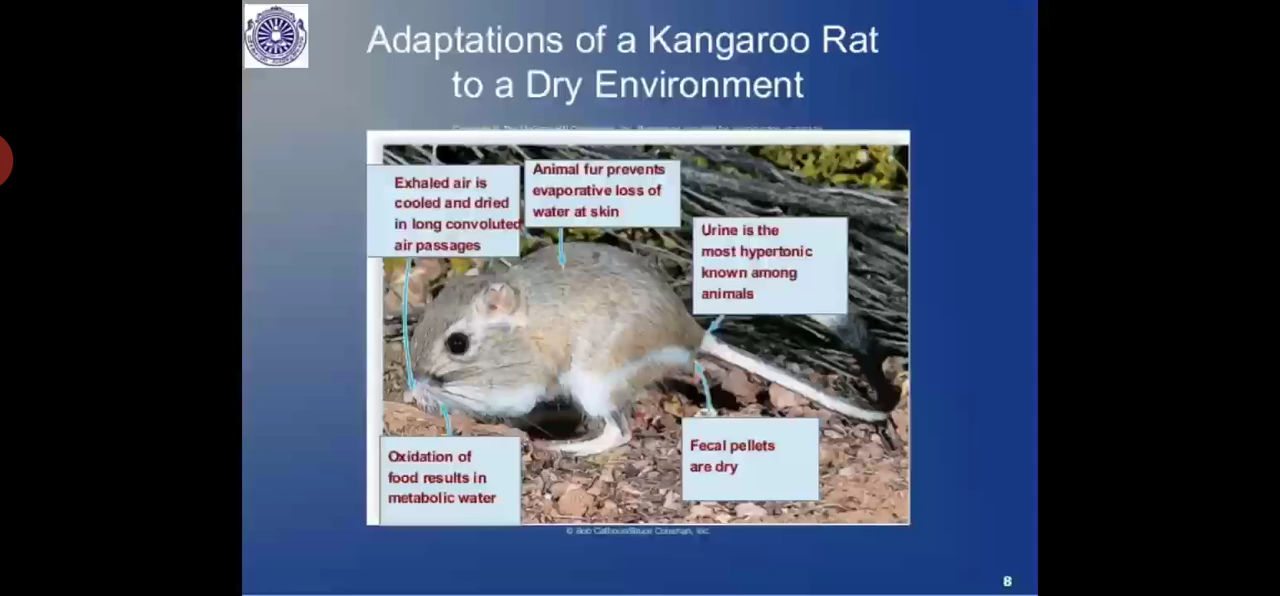 Adaptations of a Kangaroo Rat
to a Dry Environment
Exhaled air is
cooled and dried
in long convoluted
air passages
Animal fur prevents
evaporative loss of
water at skin
Urine is the
most hypertonic
known among
animals
Oxidation of
food results in
metabolic water
Fecal pellets
are dry
© Bob Calhoun/Bruce Coleman, Inc.
8